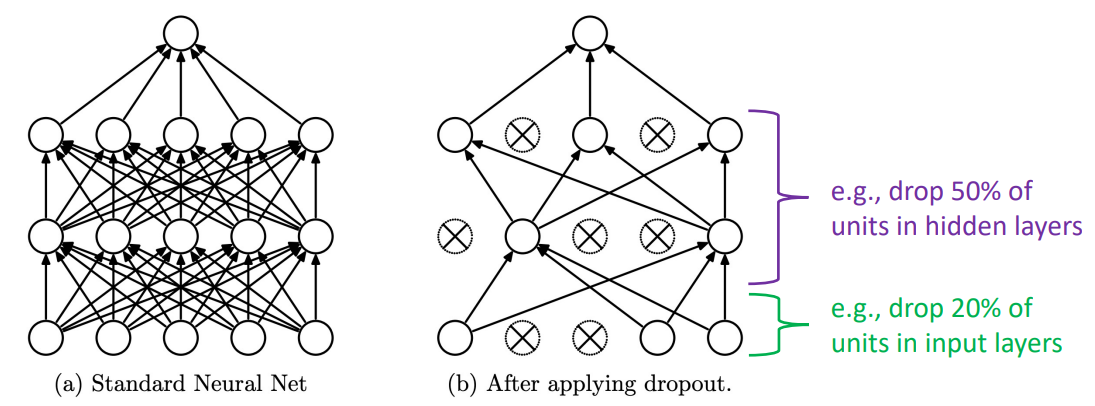 e.g., drop 50% of
units in hidden layers
e.g., drop 20% of
units in input layers
(a) Standard Neural Net
(b) After applying dropout.